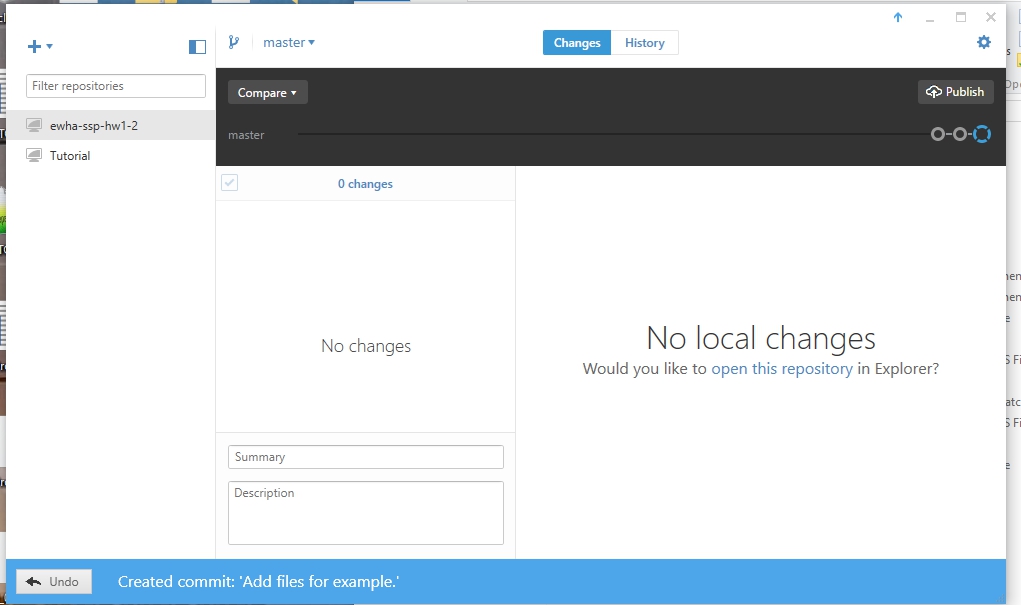 master
Changes
History
Filter repositories
ewha-ssp-hw1-2
Tutorial
Compare
Publish
master
0 changes
No changes
No local changes
Would you like to open this repository in Explorer?
Summary
Description
Undo
Created commit: 'Add files for example.'